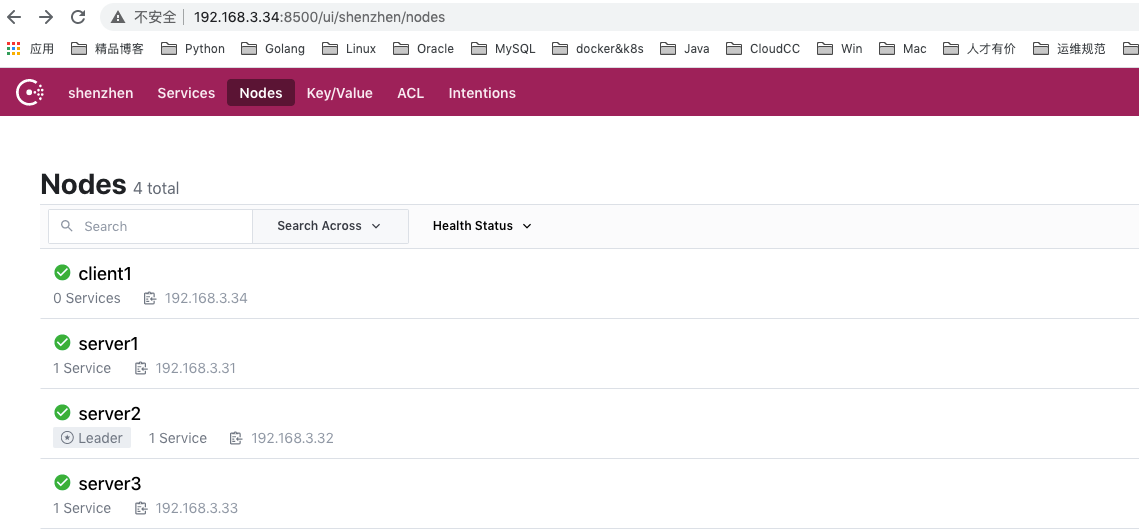 不安全 192.168.3.34:8500/ui/shenzhen/nodes
应用 精品博客 Python Golang Linux Oracle MySQL docker&k8s Java CloudCC Win Mac 人才有价 运维规范
shenzhen Services Nodes Key/Value ACL Intentions
Nodes 4 total
Search Search Across Health Status
client1
0 Services 192.168.3.34
server1
1 Service 192.168.3.31
server2
Leader 1 Service 192.168.3.32
server3
1 Service 192.168.3.33